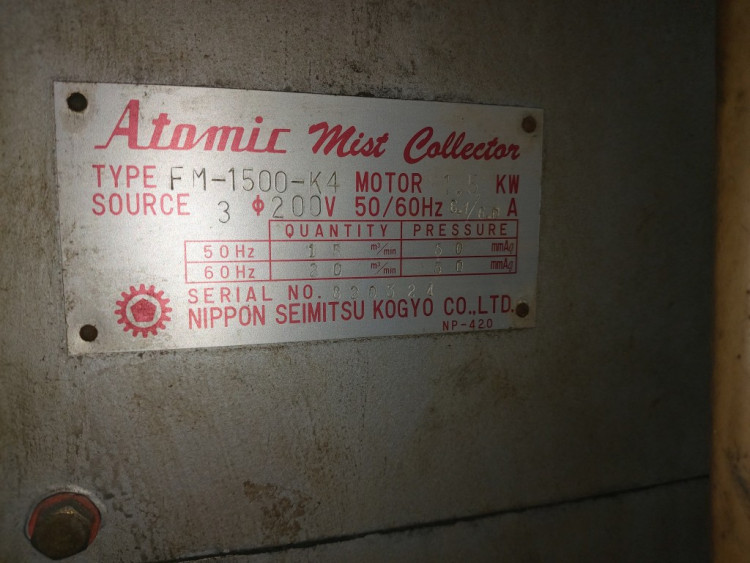 Atomic Mist Collector
TYPE FM-1500-K4 MOTOR KW
SOURCE 3 Φ 200V 50/60Hz A
QUANTITY PRESSURE
50Hz m³/min mmAq
60Hz m³/min mmAq
SERIAL NO.
NIPPON SEIMITSU KOGYO CO.,LTD.
NP-420